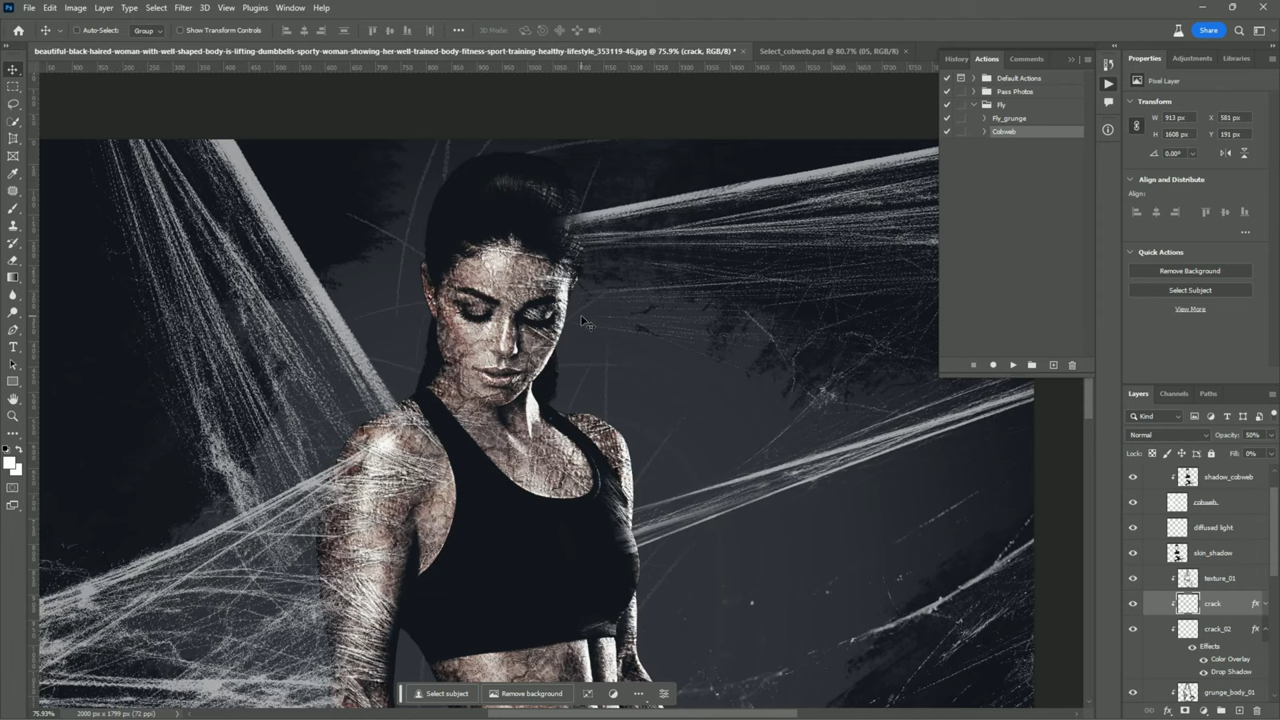 File Edit Image Layer Type Select Filter 3D View Plugins Window Help
Auto-Select: Group Show Transform Controls 3D Mode: Share
beautiful-black-haired-woman-with-well-shaped-body-is-lifting-dumbbells-sporty-woman-showing-her-well-trained-body-fitness-sport-training-healthy-lifestyle_353119-46.jpg @ 75.9% (crack, RGB/8) * Select_cobweb.psd @ 80.7% (05, RGB/8)
History Actions Comments
Default Actions
Pass Photos
Fly
Fly_grunge
Cobweb
Properties Adjustments Libraries
Pixel Layer
Transform
W 913 px X 581 px
H 1608 px Y 191 px
0.00°
Align and Distribute
Align:
Quick Actions
Remove Background
Select Subject
View More
Layers Channels Paths
Kind
Normal Opacity: 50%
Lock: Fill: 0%
shadow_cobweb
cobweb
diffused light
skin_shadow
texture_01
crack fx
crack_02 fx
Effects
Color Overlay
Drop Shadow
grunge_body_01
Select subject Remove background
75.93% 2000 px x 1799 px (72 ppi)